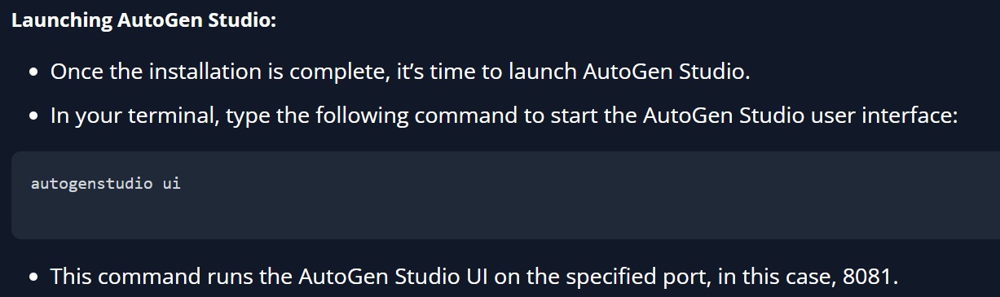 Launching AutoGen Studio:
• Once the installation is complete, it’s time to launch AutoGen Studio.
• In your terminal, type the following command to start the AutoGen Studio user interface:
autogenstudio ui
• This command runs the AutoGen Studio UI on the specified port, in this case, 8081.